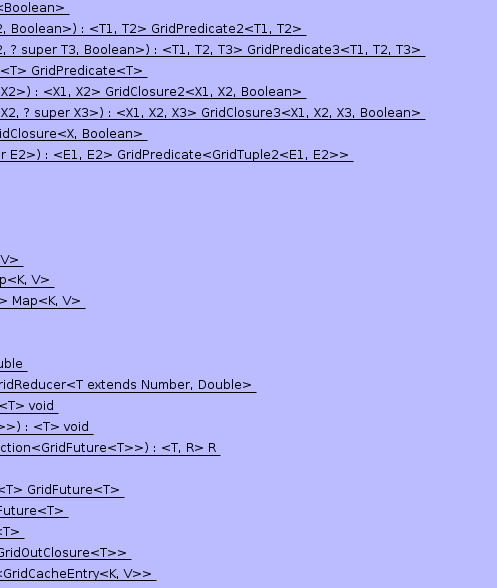 <Boolean>
2, Boolean>) : <T1, T2> GridPredicate2<T1, T2>
2, ? super T3, Boolean>) : <T1, T2, T3> GridPredicate3<T1, T2, T3>
<T> GridPredicate<T>
X2>) : <X1, X2> GridClosure2<X1, X2, Boolean>
X2, ? super X3>) : <X1, X2, X3> GridClosure3<X1, X2, X3, Boolean>
idClosure<X, Boolean>
r E2>) : <E1, E2> GridPredicate<GridTuple2<E1, E2>>
V>
p<K, V>
> Map<K, V>
uble
ridReducer<T extends Number, Double>
<T> void
>>) : <T> void
ction<GridFuture<T>>) : <T, R> R
<T> GridFuture<T>
Future<T>
<T>
GridOutClosure<T>>
<GridCacheEntry<K, V>>